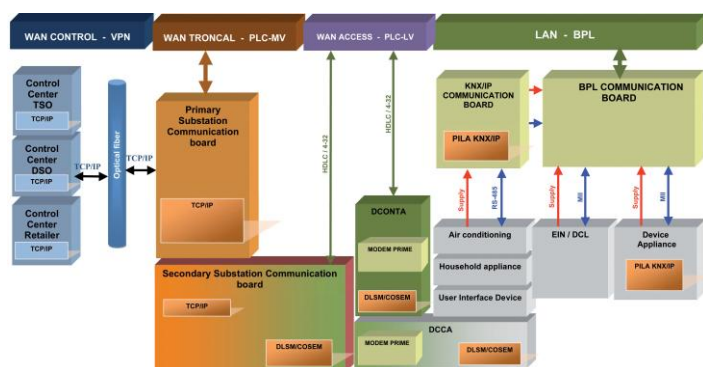 WAN CONTROL - VPN
WAN TRONCAL - PLC-MV
WAN ACCESS - PLC-LV
LAN - BPL
Control
Center
TSO
TCP/IP
Control
Center
DSO
TCP/IP
Control
Center
Retailer
TCP/IP
TCP/IP
Optical fiber
TCP/IP
Primary
Substation
Communication
board
TCP/IP
Secondary Substation Communication
board
TCP/IP
DLSM/COSEM
HDLC / 4-32
HDLC / 4-32
DCONTA
MODEM PRIME
DLSM/COSEM
DCCA
MODEM PRIME
DLSM/COSEM
KNX/IP
COMMUNICATION
BOARD
PILA KNX/IP
BPL COMMUNICATION
BOARD
Supply
RS-485
Supply
MII
Supply
MII
Air conditioning
Household appliance
User Interface Device
EIN / DCL
Device
Appliance
PILA KNX/IP